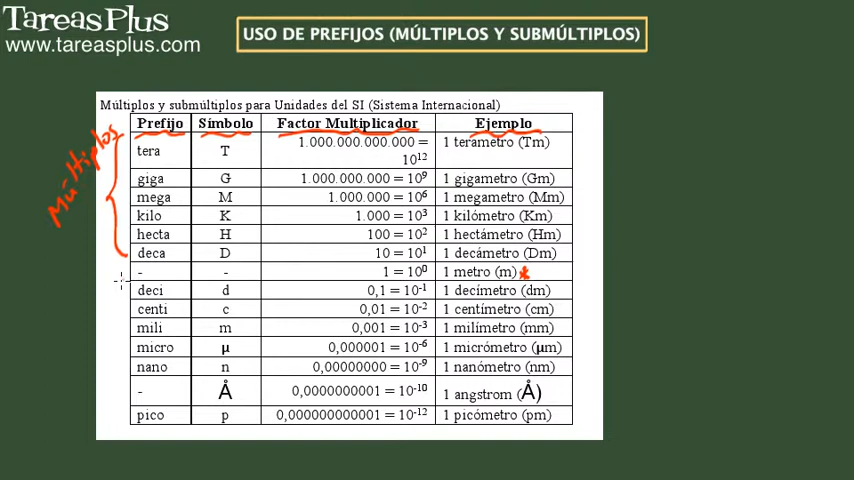 TareasPlus
www.tareasplus.com
USO DE PREFIJOS (MÚLTIPLOS Y SUBMÚLTIPLOS)
Múltiplos y submúltiplos para Unidades del SI (Sistema Internacional)
Prefijo Símbolo Factor Multiplicador Ejemplo
Múltiplos
tera T 1.000.000.000.000 = 10¹² 1 terámetro (Tm)
giga G 1.000.000.000 = 10⁹ 1 gigametro (Gm)
mega M 1.000.000 = 10⁶ 1 megametro (Mm)
kilo K 1.000 = 10³ 1 kilómetro (Km)
hecta H 100 = 10² 1 hectámetro (Hm)
deca D 10 = 10¹ 1 decámetro (Dm)
- - 1 = 10⁰ 1 metro (m)
deci d 0,1 = 10⁻¹ 1 decímetro (dm)
centi c 0,01 = 10⁻² 1 centímetro (cm)
mili m 0,001 = 10⁻³ 1 milímetro (mm)
micro µ 0,000001 = 10⁻⁶ 1 micrómetro (µm)
nano n 0,00000000 = 10⁻⁹ 1 nanómetro (nm)
- Å 0,0000000001 = 10⁻¹⁰ 1 angstrom (Å)
pico p 0,000000000001 = 10⁻¹² 1 picómetro (pm)